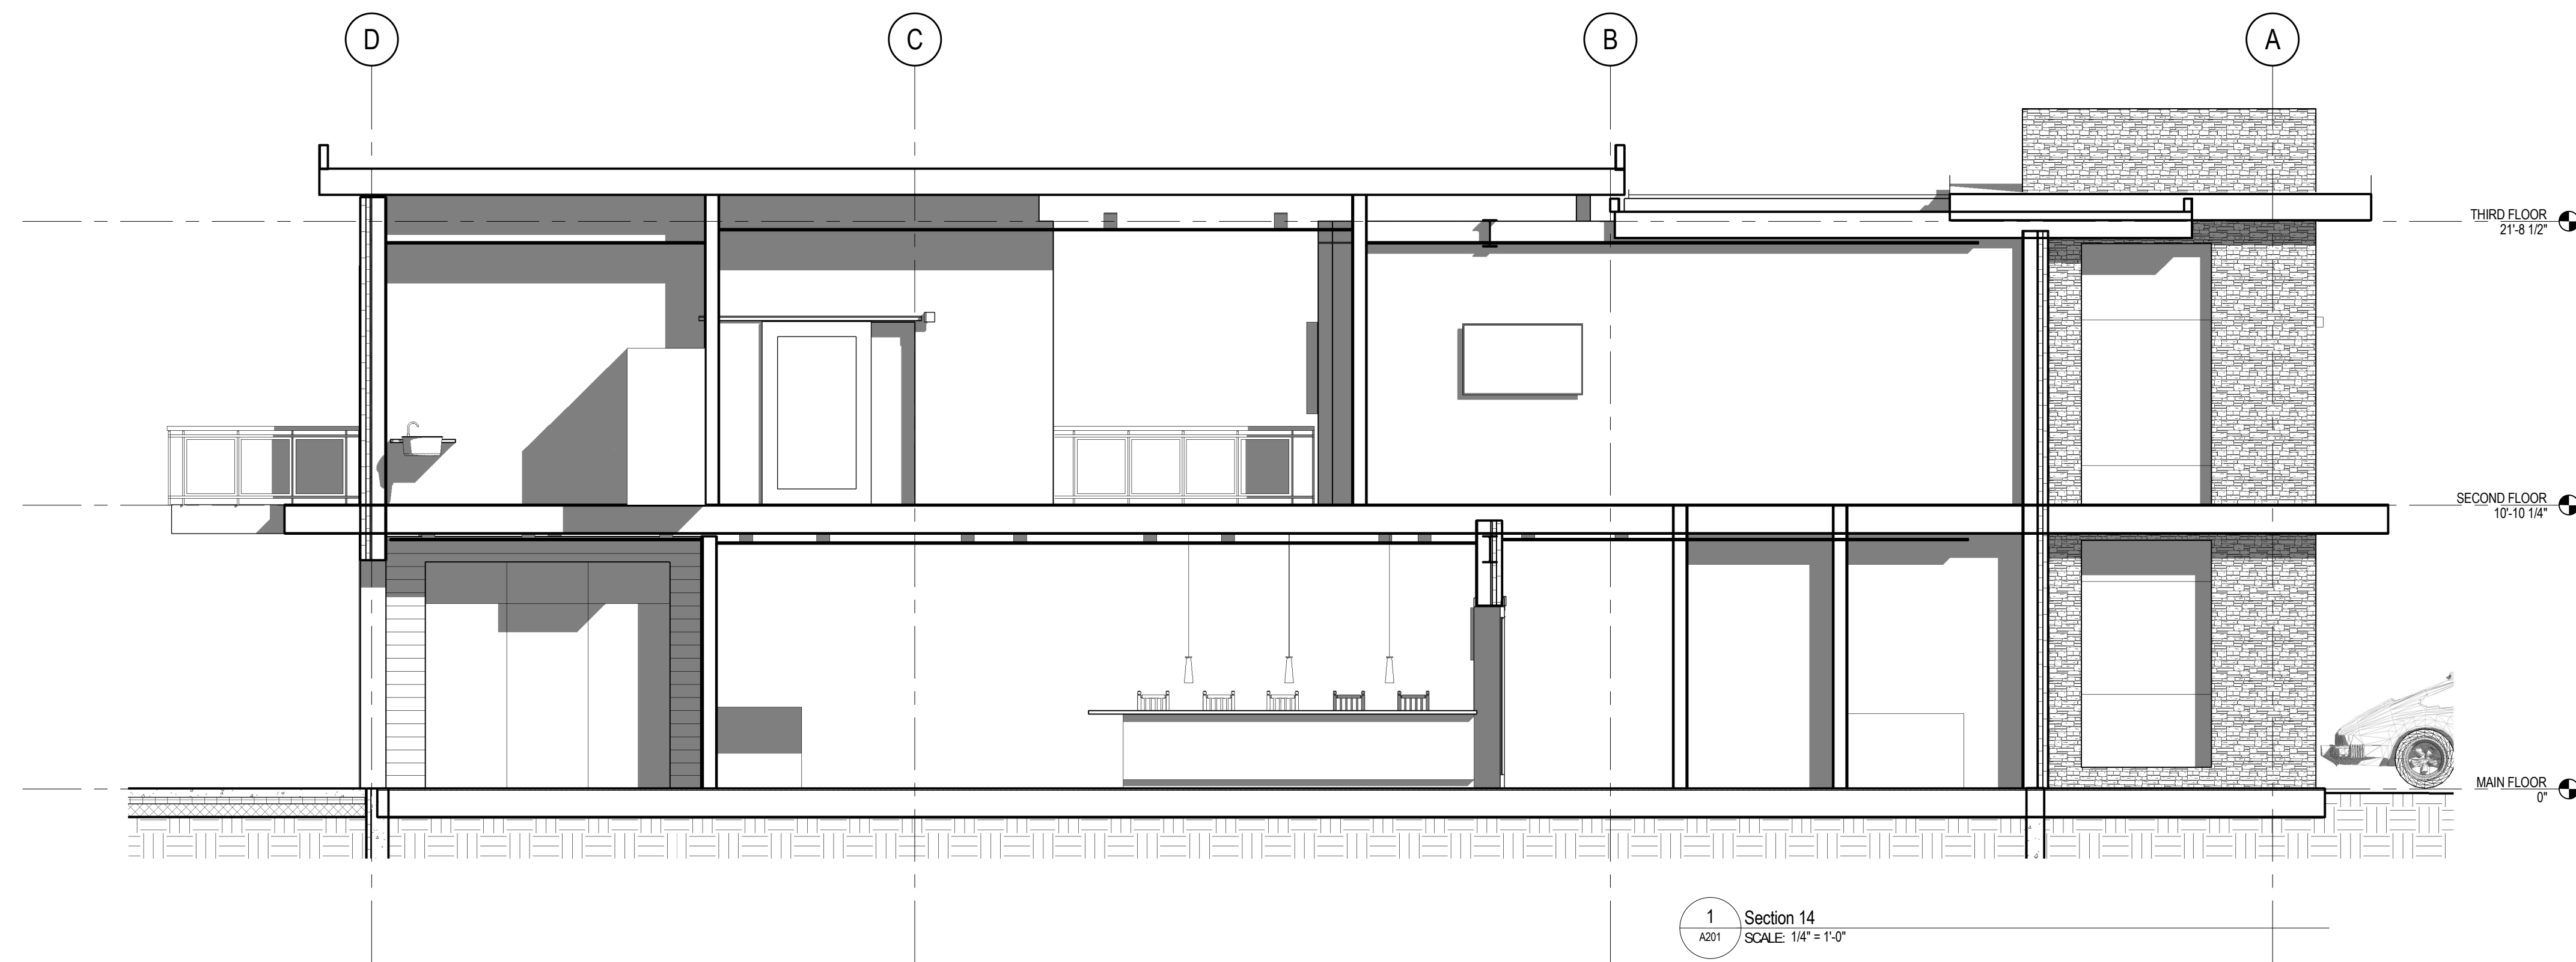 D
C
B
A
THIRD FLOOR
21'-8 1/2"
SECOND FLOOR
10'-10 1/4"
MAIN FLOOR
0"
1
Section 14
A201
SCALE: 1/4" = 1'-0"